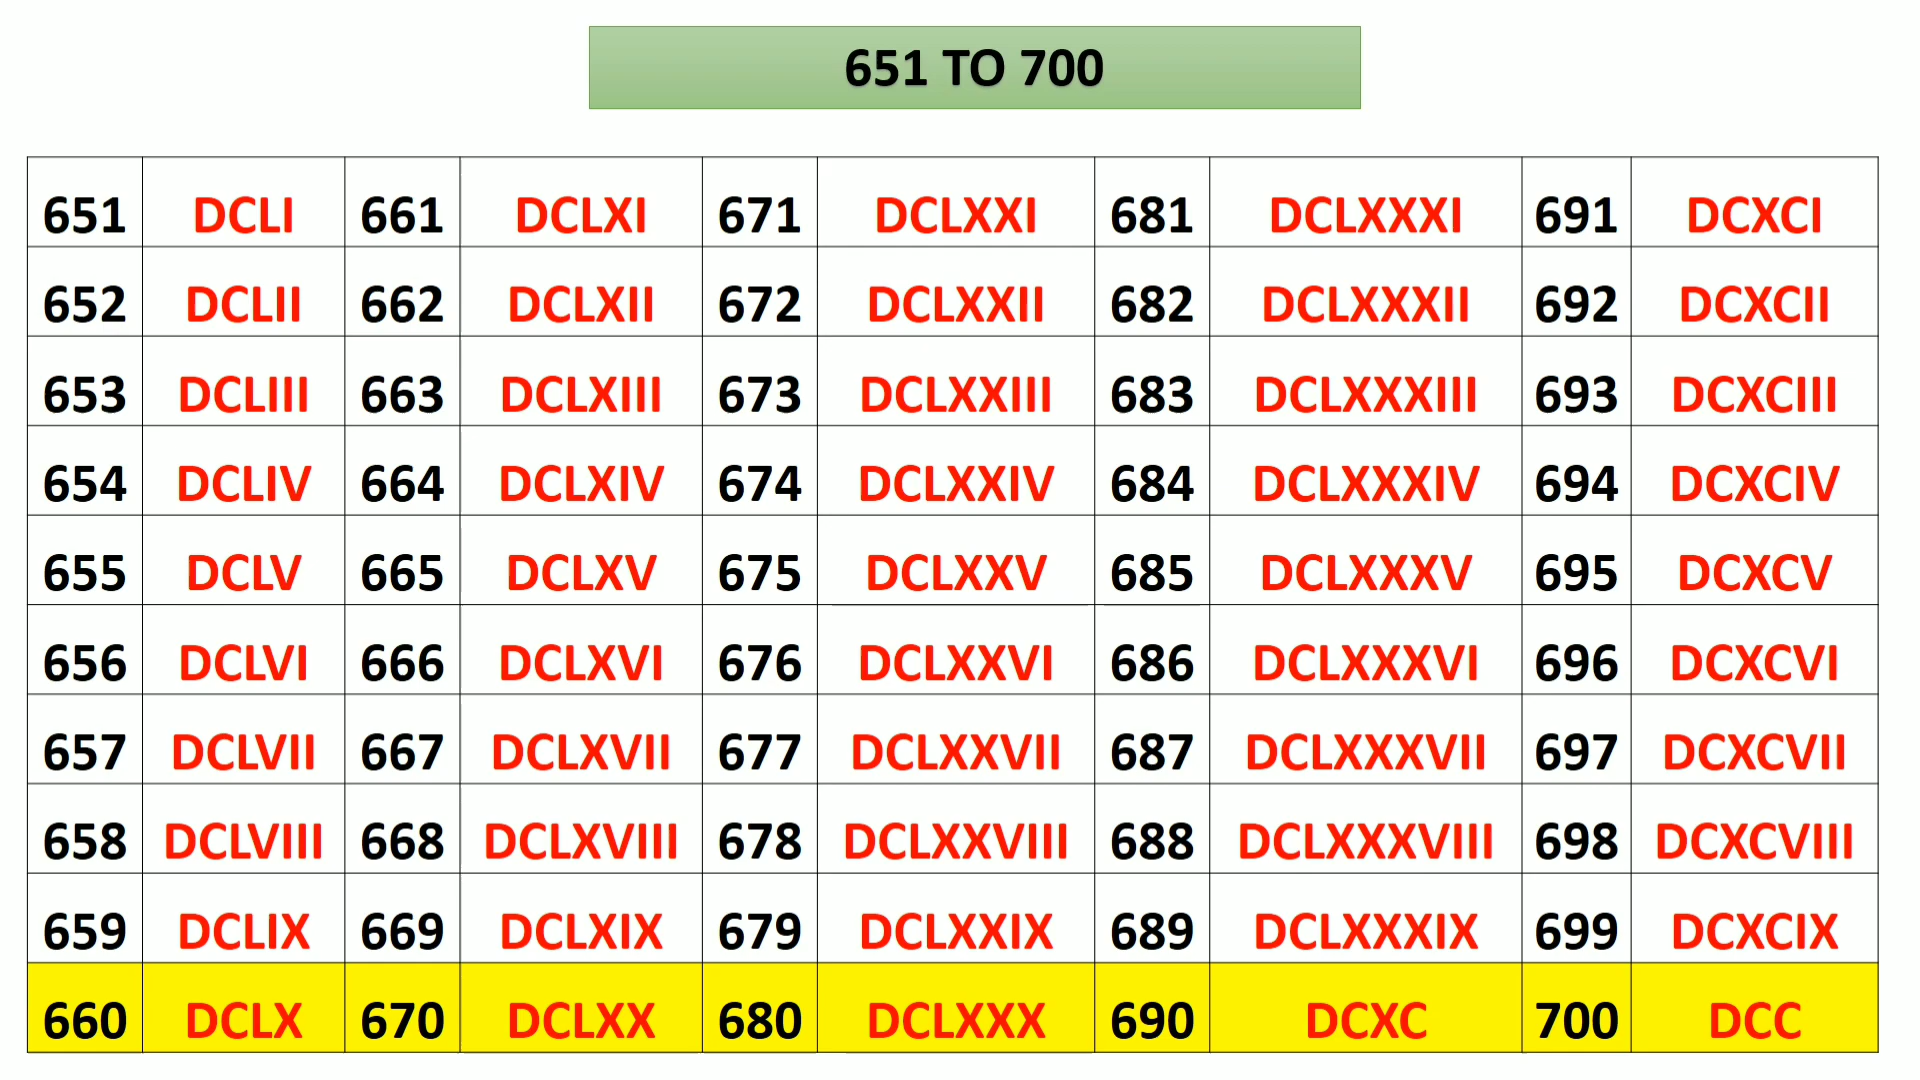 651 TO 700
651 DCLI 661 DCLXI 671 DCLXXI 681 DCLXXXI 691 DCXCI
652 DCLII 662 DCLXII 672 DCLXXII 682 DCLXXXII 692 DCXCII
653 DCLIII 663 DCLXIII 673 DCLXXIII 683 DCLXXXIII 693 DCXCIII
654 DCLIV 664 DCLXIV 674 DCLXXIV 684 DCLXXXIV 694 DCXCIV
655 DCLV 665 DCLXV 675 DCLXXV 685 DCLXXXV 695 DCXCV
656 DCLVI 666 DCLXVI 676 DCLXXVI 686 DCLXXXVI 696 DCXCVI
657 DCLVII 667 DCLXVII 677 DCLXXVII 687 DCLXXXVII 697 DCXCVII
658 DCLVIII 668 DCLXVIII 678 DCLXXVIII 688 DCLXXXVIII 698 DCXCVIII
659 DCLIX 669 DCLXIX 679 DCLXXIX 689 DCLXXXIX 699 DCXCIX
660 DCLX 670 DCLXX 680 DCLXXX 690 DCXC 700 DCC